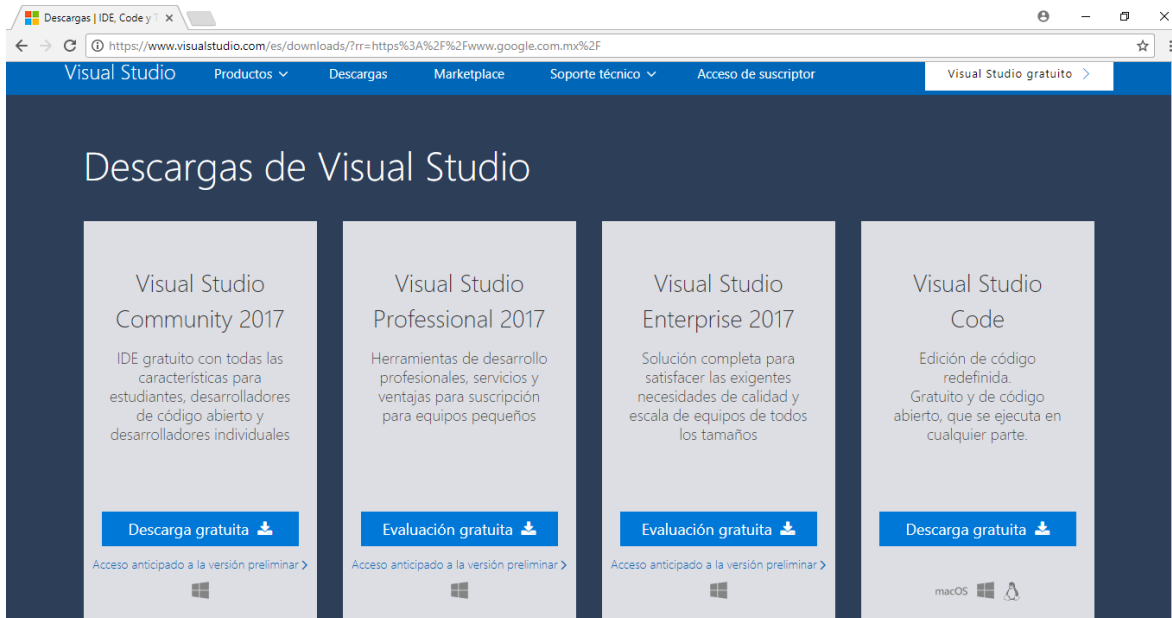 Descargas | IDE, Code y T
https://www.visualstudio.com/es/downloads/?rr=https%3A%2F%2Fwww.google.com.mx%2F
Visual Studio Productos Descargas Marketplace Soporte técnico Acceso de suscriptor Visual Studio gratuito
Descargas de Visual Studio
Visual Studio
Community 2017
IDE gratuito con todas las
características para
estudiantes, desarrolladores
de código abierto y
desarrolladores individuales
Descarga gratuita
Acceso anticipado a la versión preliminar
Visual Studio
Professional 2017
Herramientas de desarrollo
profesionales, servicios y
ventajas para suscripción
para equipos pequeños
Evaluación gratuita
Acceso anticipado a la versión preliminar
Visual Studio
Enterprise 2017
Solución completa para
satisfacer las exigentes
necesidades de calidad y
escala de equipos de todos
los tamaños
Evaluación gratuita
Acceso anticipado a la versión preliminar
Visual Studio
Code
Edición de código
redefinida.
Gratuito y de código
abierto, que se ejecuta en
cualquier parte.
Descarga gratuita
macOS